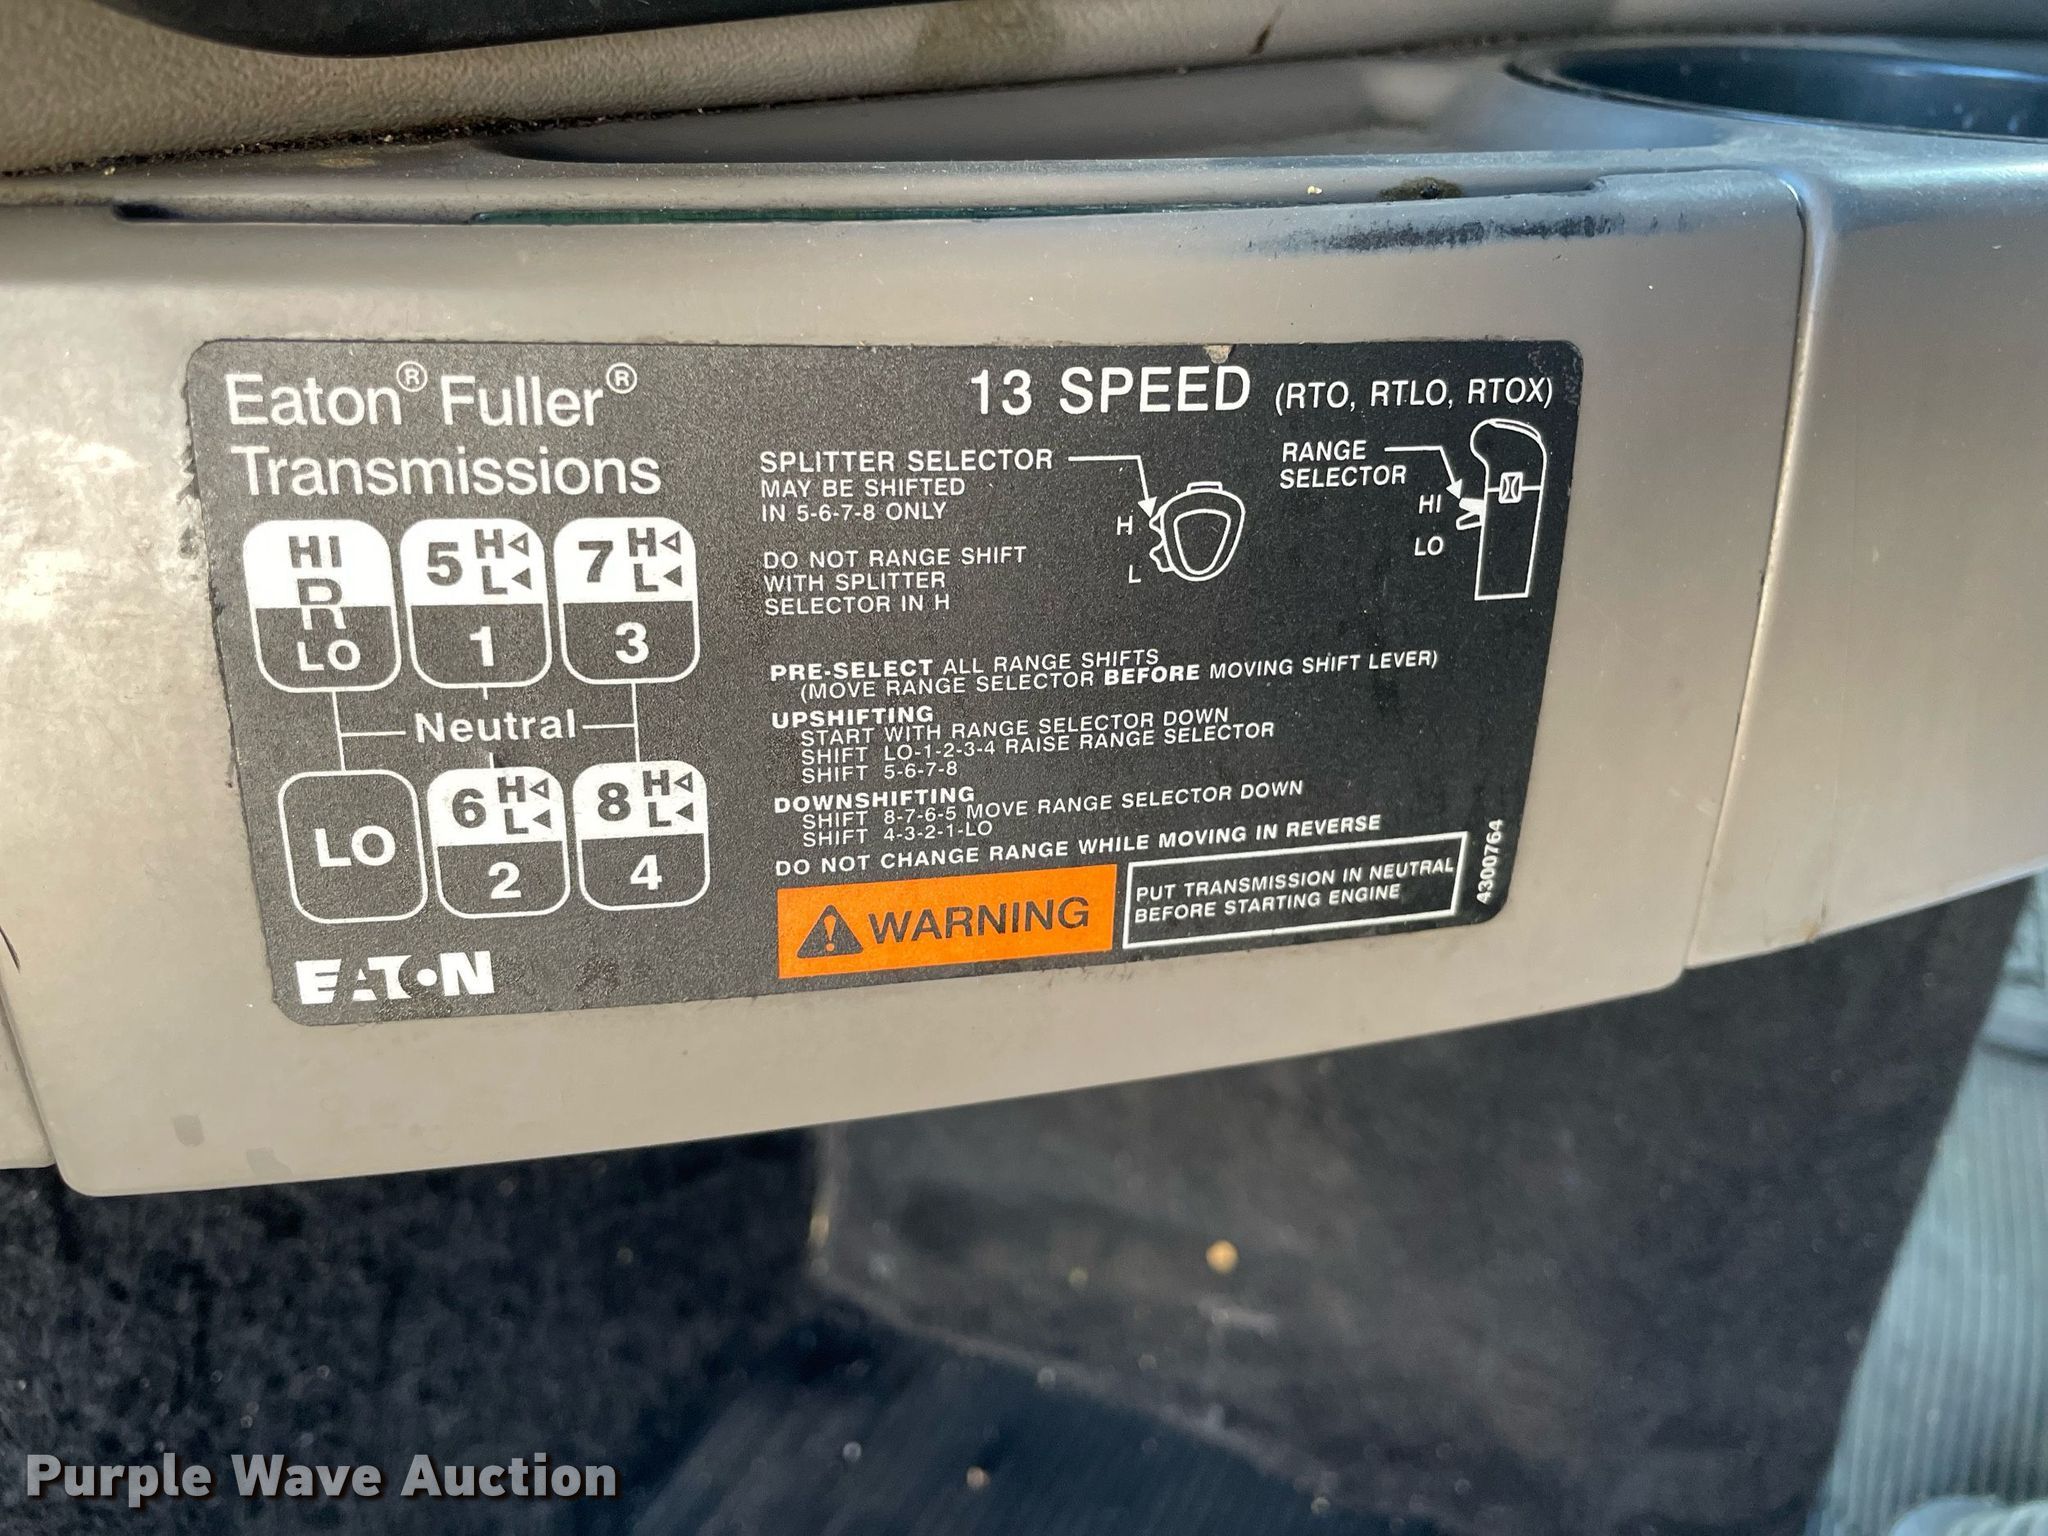 Eaton® Fuller®
Transmissions
13 SPEED (RTO, RTLO, RTOX)
SPLITTER SELECTOR
MAY BE SHIFTED
IN 5-6-7-8 ONLY
DO NOT RANGE SHIFT
WITH SPLITTER
SELECTOR IN H
H
L
RANGE
SELECTOR
HI
LO
HI
R
LO
5 H
L
1
7 H
L
3
Neutral
LO
6 H
L
2
8 H
L
4
PRE-SELECT ALL RANGE SHIFTS
(MOVE RANGE SELECTOR BEFORE MOVING SHIFT LEVER)
UPSHIFTING
START WITH RANGE SELECTOR DOWN
SHIFT LO-1-2-3-4 RAISE RANGE SELECTOR
SHIFT 5-6-7-8
DOWNSHIFTING
SHIFT 8-7-6-5 MOVE RANGE SELECTOR DOWN
SHIFT 4-3-2-1-LO
DO NOT CHANGE RANGE WHILE MOVING IN REVERSE
WARNING
PUT TRANSMISSION IN NEUTRAL
BEFORE STARTING ENGINE
4300764
EATON
Purple Wave Auction